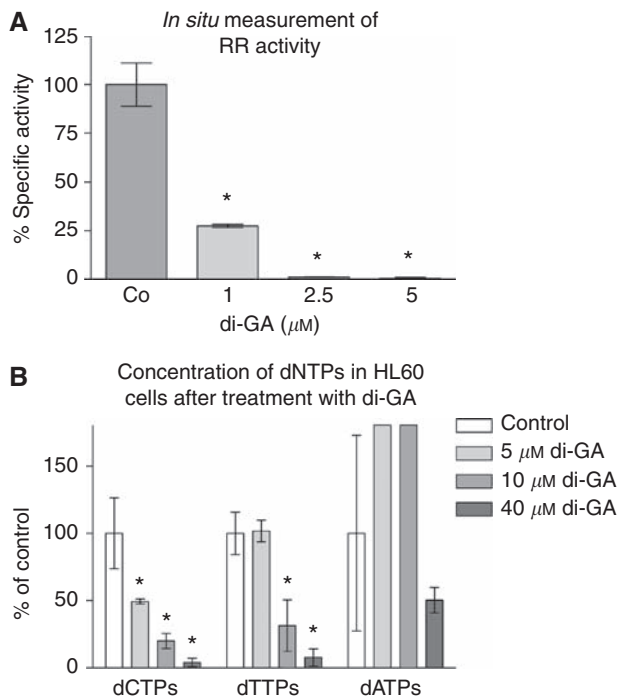 A
In situ measurement of
RR activity
% Specific activity
125
100
75
50
25
0
*
*
*
Co 1 2.5 5
di-GA (μM)
B
Concentration of dNTPs in HL60
cells after treatment with di-GA
% of control
150
100
50
0
*
*
*
*
*
dCTPs dTTPs dATPs
Control
5 μM di-GA
10 μM di-GA
40 μM di-GA